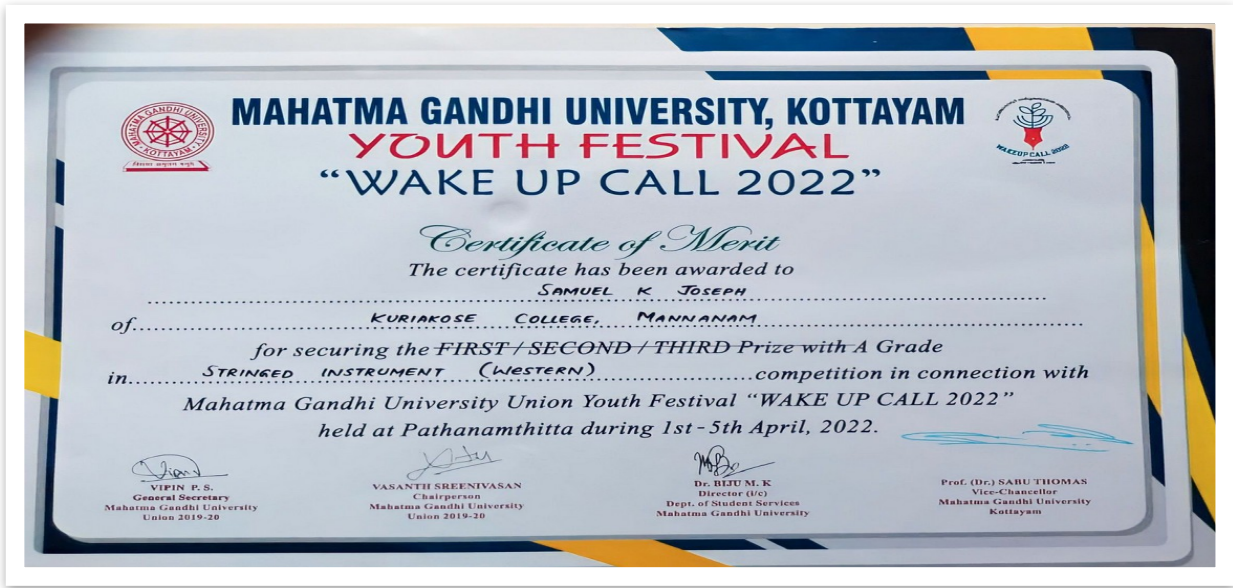 MAHATMA GANDHI UNIVERSITY, KOTTAYAM
YOUTH FESTIVAL
“WAKE UP CALL 2022”
MAHATMA GANDHI UNIVERSITY
KOTTAYAM
WAKEUP CALL 2022
Certificate of Merit
The certificate has been awarded to
SAMUEL K JOSEPH
of KURIAKOSE COLLEGE, MANNANAM
for securing the FIRST / SECOND / THIRD Prize with A Grade
in STRINGED INSTRUMENT (WESTERN) competition in connection with
Mahatma Gandhi University Union Youth Festival “WAKE UP CALL 2022”
held at Pathanamthitta during 1st-5th April, 2022.
VIPIN P. S.
General Secretary
Mahatma Gandhi University
Union 2019-20
VASANTH SREENIVASAN
Chairperson
Mahatma Gandhi University
Union 2019-20
Dr. BIJU M. K
Director (i/c)
Dept. of Student Services
Mahatma Gandhi University
Prof. (Dr.) SABU THOMAS
Vice-Chancellor
Mahatma Gandhi University
Kottayam